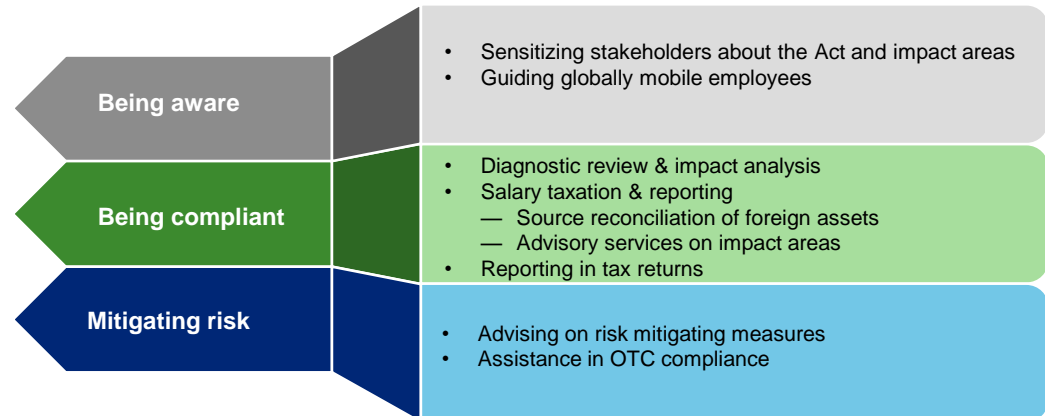 Being aware
• Sensitizing stakeholders about the Act and impact areas
• Guiding globally mobile employees
Being compliant
• Diagnostic review & impact analysis
• Salary taxation & reporting
— Source reconciliation of foreign assets
— Advisory services on impact areas
• Reporting in tax returns
Mitigating risk
• Advising on risk mitigating measures
• Assistance in OTC compliance